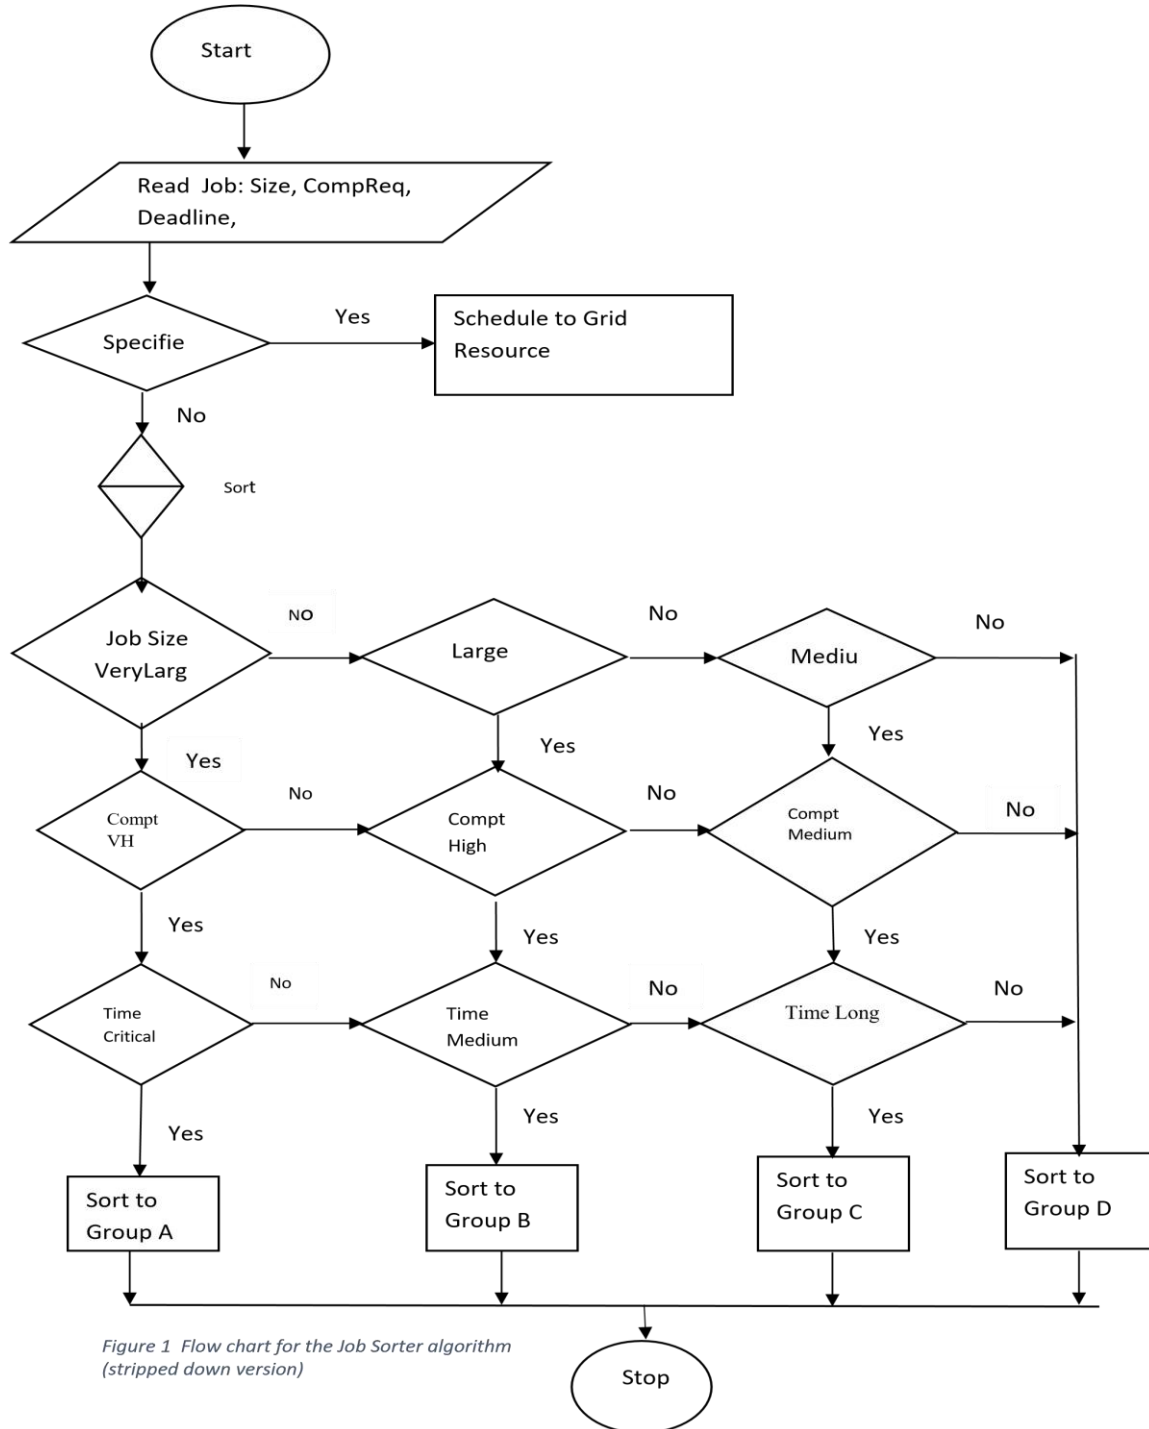 Start
Read Job: Size, CompReq,
Deadline,
Specifie
Yes
Schedule to Grid
Resource
No
Sort
Job Size
VeryLarg
NO
Large
No
Mediu
No
Yes
Yes
Yes
Compt
VH
No
Compt
High
No
Compt
Medium
No
Yes
Yes
Yes
Time
Critical
No
Time
Medium
No
Time Long
No
Yes
Yes
Yes
Sort to
Group A
Sort to
Group B
Sort to
Group C
Sort to
Group D
Figure 1 Flow chart for the Job Sorter algorithm
(stripped down version)
Stop